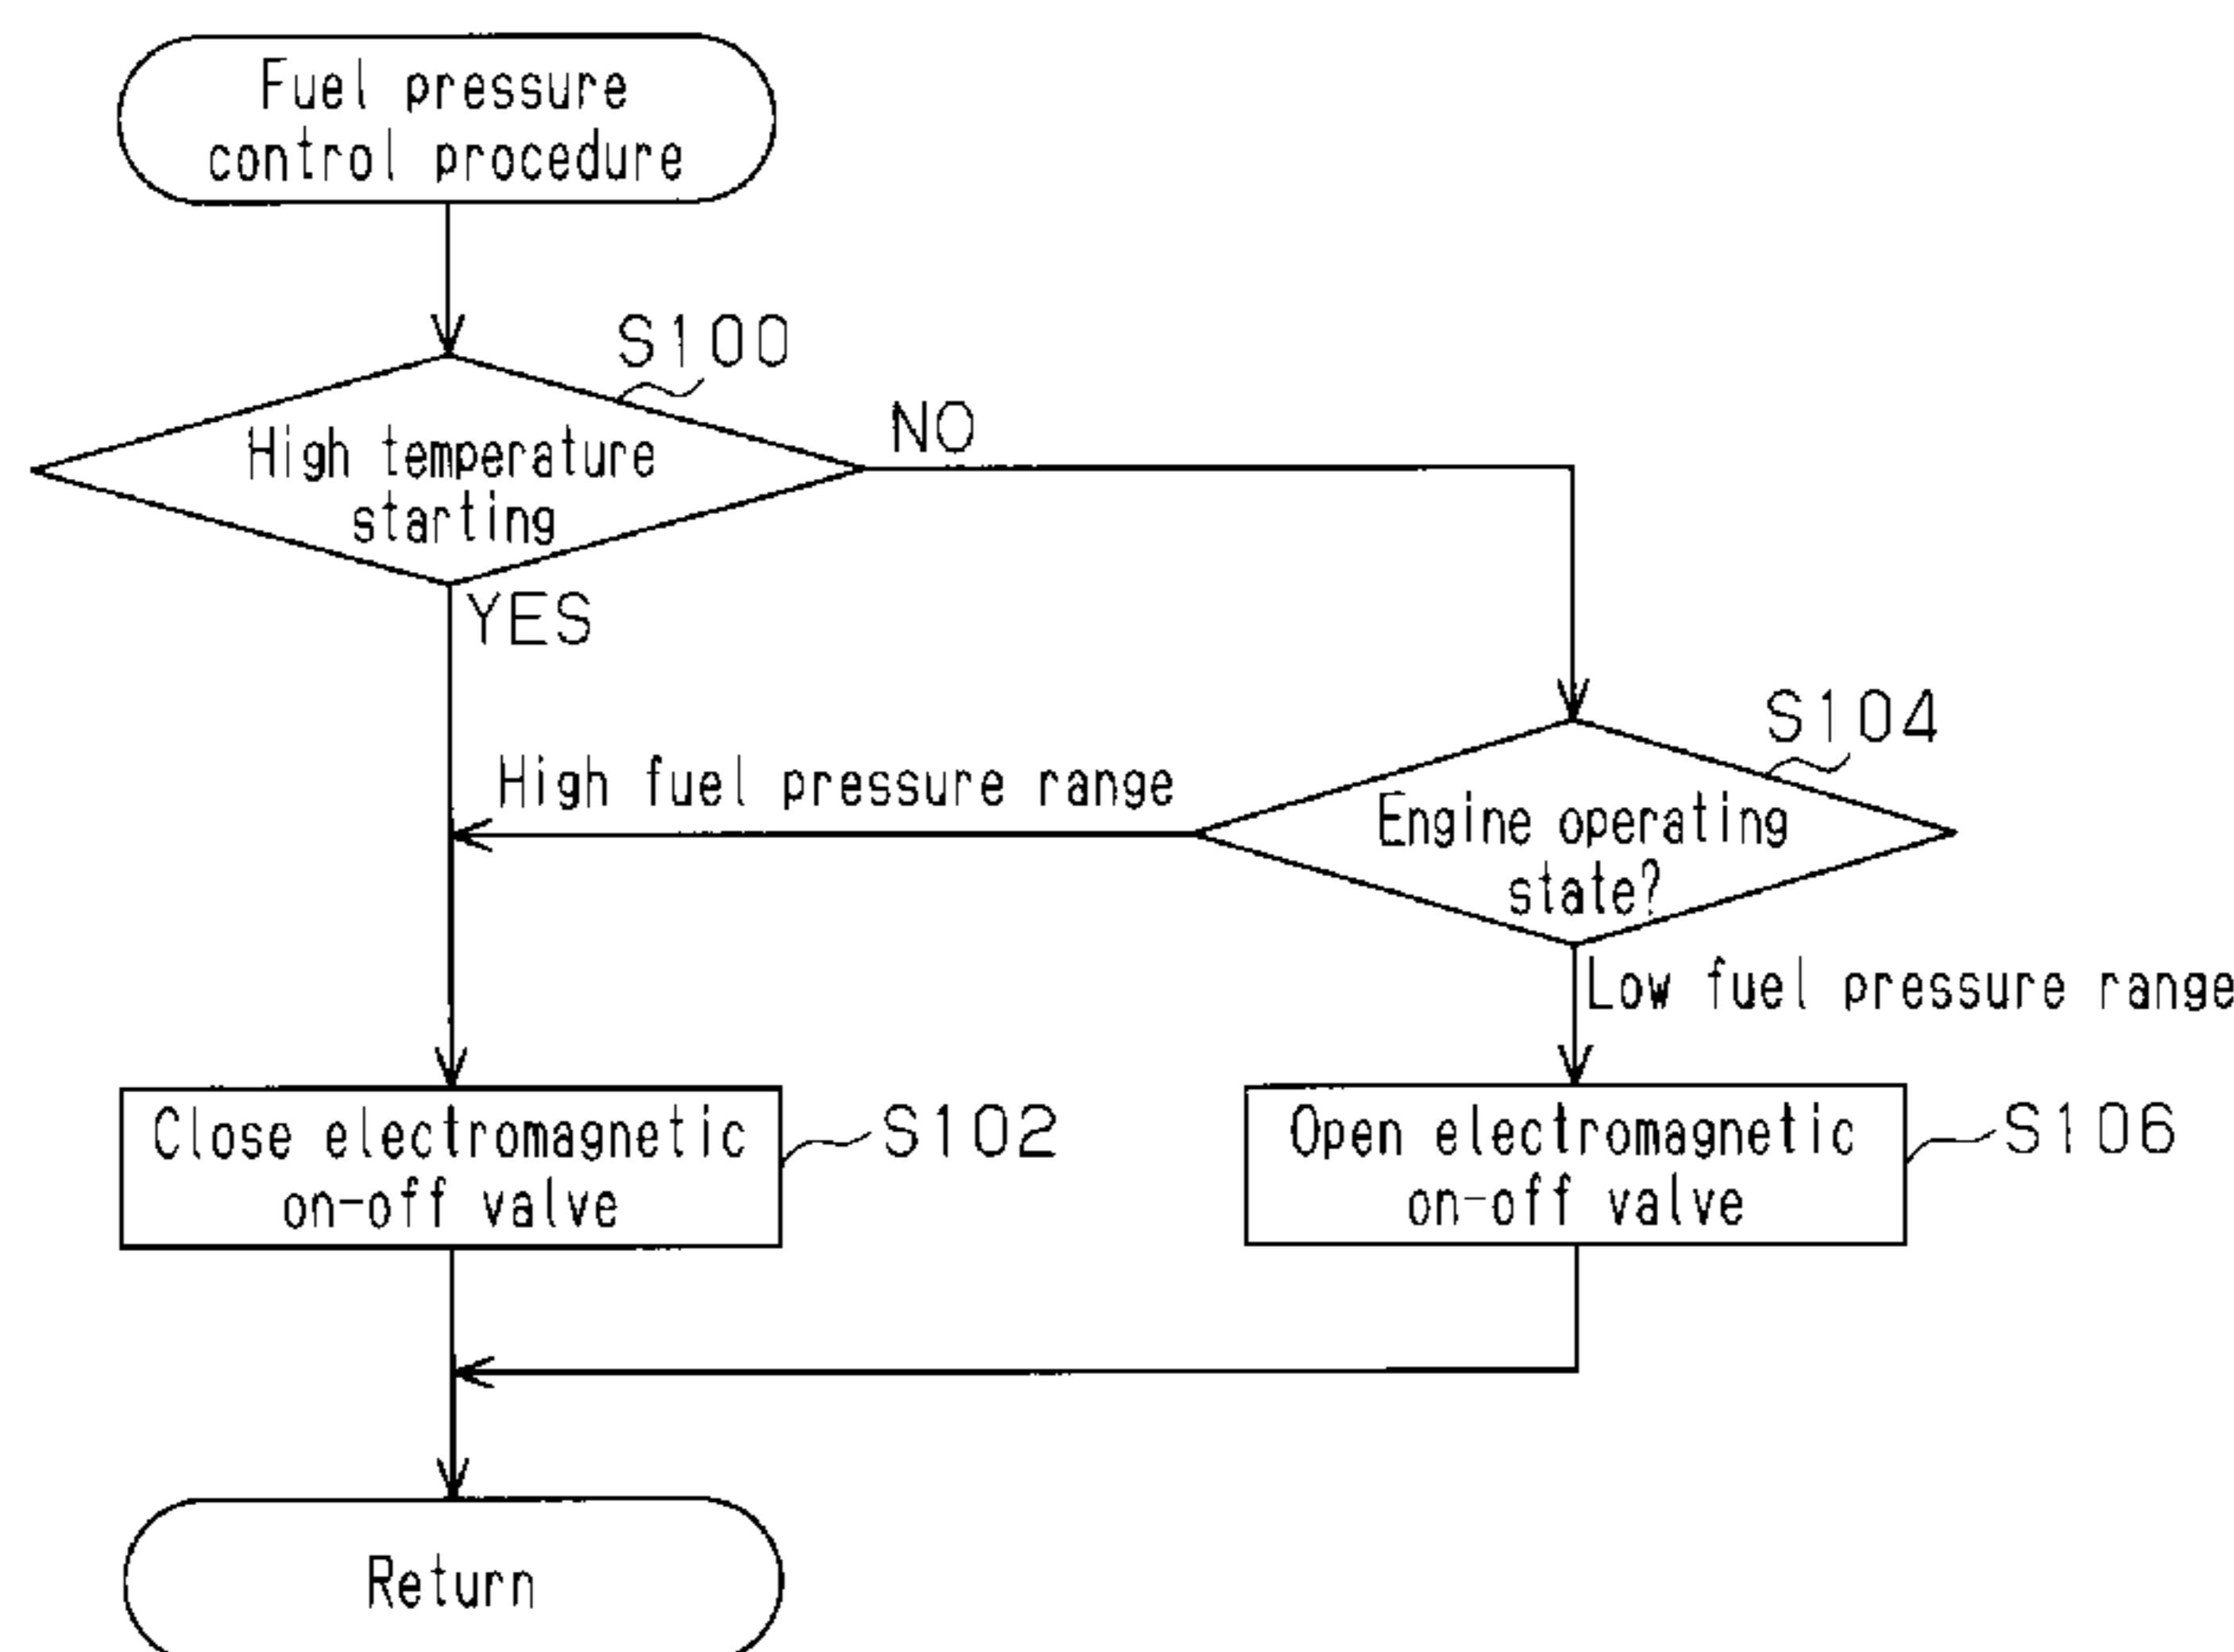 Fuel pressure
control procedure
S100
High temperature
starting
NO
YES
S104
High fuel pressure range
Engine operating
state?
Low fuel pressure range
Close electromagnetic
on-off valve
S102
Open electromagnetic
on-off valve
S106
Return